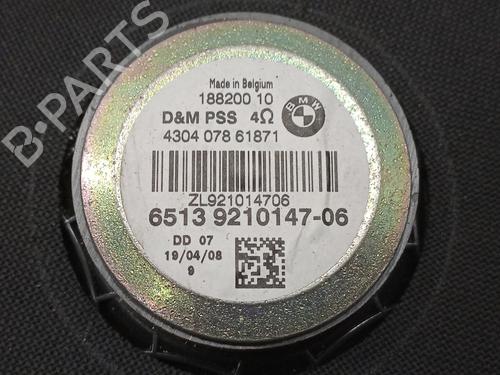 Made in Belgium
188200 10
BMW
D&M PSS 4Ω
4304 078 61871
ZL921014706
6513 9210147-06
DD 07
19/04/08
9
B-PARTS